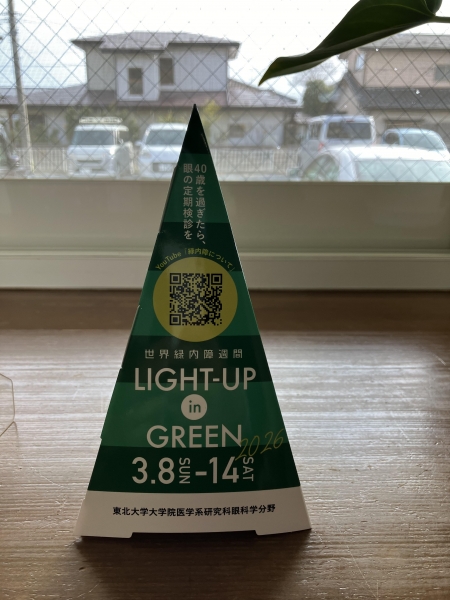 40歳を過ぎたら、
眼の定期検診を
YouTube「緑内障について」
世界緑内障週間
LIGHT-UP
in
GREEN
2026
3.8 SUN -14 SAT
東北大学大学院医学系研究科眼科学分野